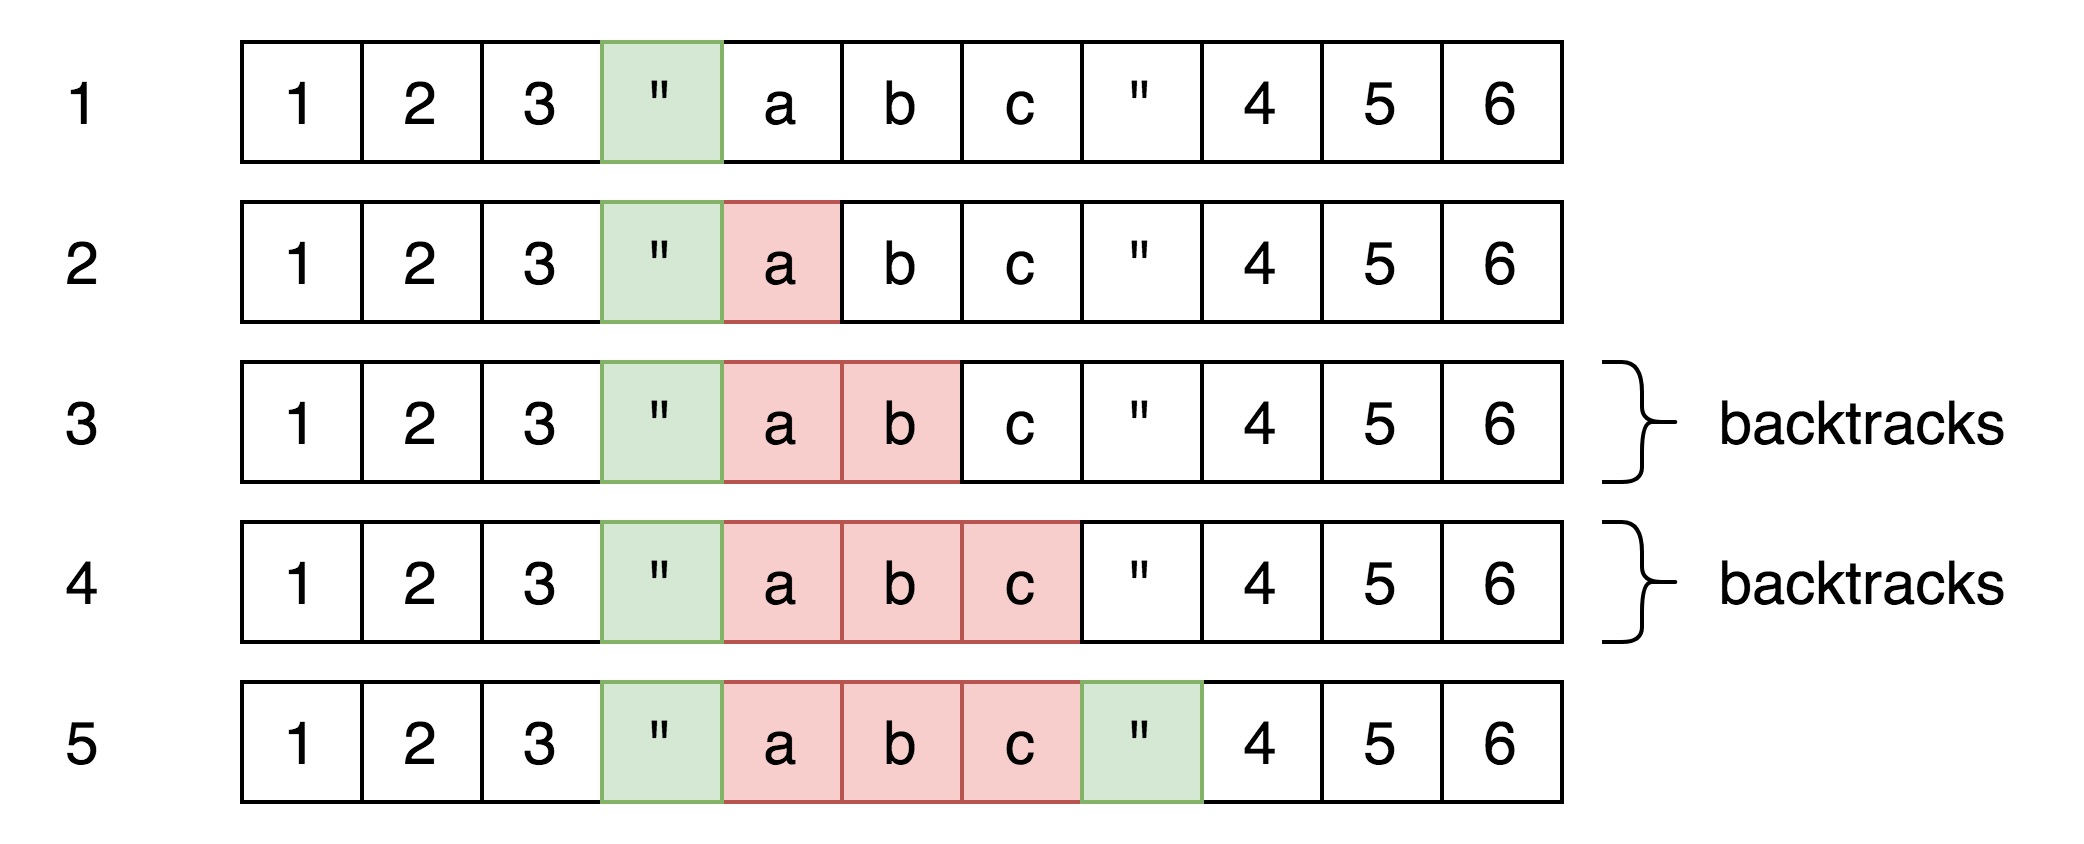 1 1 2 3 " a b c " 4 5 6
2 1 2 3 " a b c " 4 5 6
3 1 2 3 " a b c " 4 5 6 backtracks
4 1 2 3 " a b c " 4 5 6 backtracks
5 1 2 3 " a b c " 4 5 6